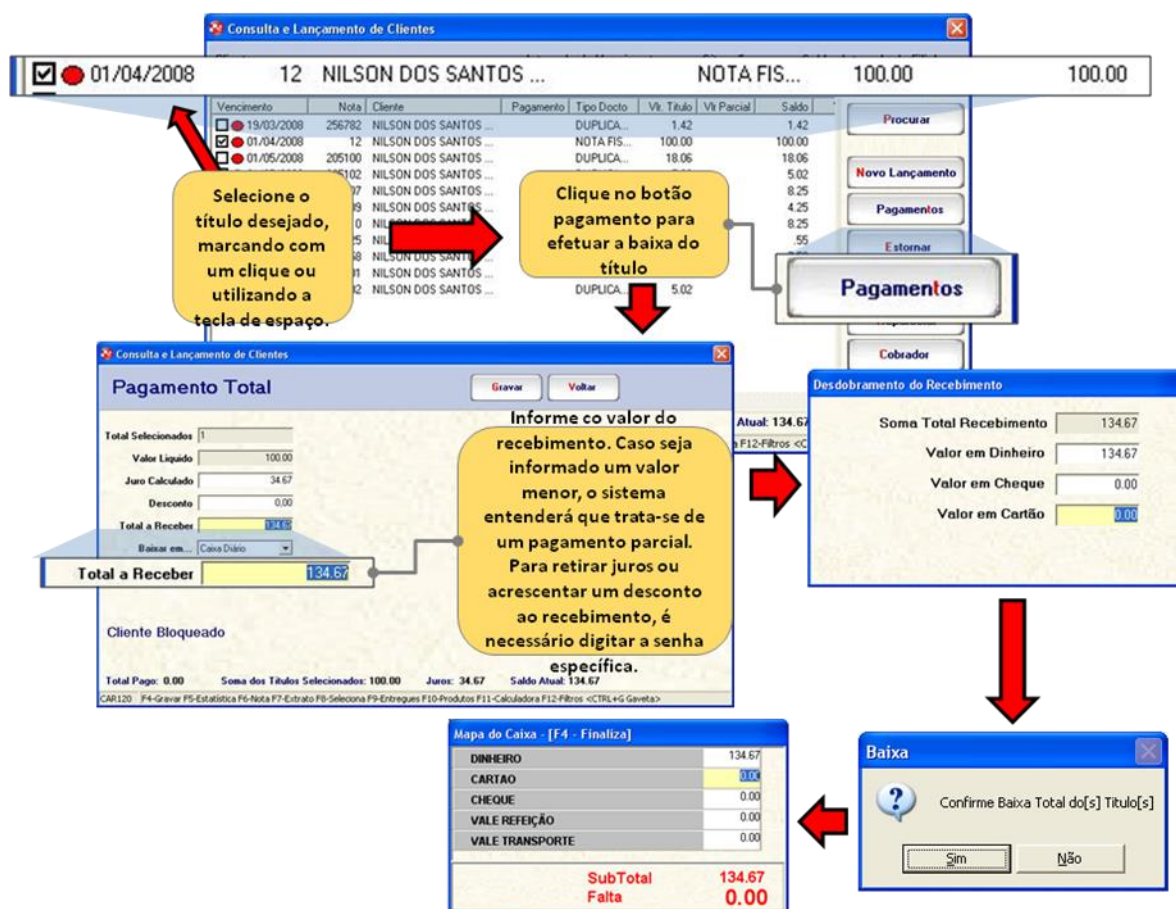 Consulta e Lançamento de Clientes
01/04/2008 12 NILSON DOS SANTOS ... NOTA FIS... 100.00 100.00
Vencimento Nota Cliente Pagamento Tipo Docto Vlr. Titulo Vlr Parcial Saldo
19/03/2008 256782 NILSON DOS SANTOS ... DUPLICA... 1.42 1.42
01/04/2008 12 NILSON DOS SANTOS ... NOTA FIS... 100.00 100.00
01/05/2008 205100 NILSON DOS SANTOS ... DUPLICA... 18.06 18.06
NILSON DOS SANTOS ... 5.02
NILSON DOS SANTOS ... 8.25
NILSON DOS SANTOS ... 4.25
NILSON DOS SANTOS ... 8.25
.55
NILSON DOS SANTOS ...
NILSON DOS SANTOS ... DUPLICA... 5.02
Procurar
Novo Lançamento
Pagamentos
Estornar
Cobrador
Selecione o
título desejado,
marcando com
um clique ou
utilizando a
tecla de espaço.
Clique no botão
pagamento para
efetuar a baixa do
título
Pagamentos
Atual: 134.67
F12-Filtros
Consulta e Lançamento de Clientes
Pagamento Total
Gravar Voltar
Total Selecionados 1
Valor Liquido 100.00
Juro Calculado 34.67
Desconto 0,00
Total a Receber 134.67
Baixar em... Caixa Diário
Total a Receber 134.67
Cliente Bloqueado
Total Pago: 0.00 Soma dos Titulos Selecionados: 100.00 Juros: 34.67 Saldo Atual: 134.67
CAR120 F4-Gravar F5-Estatística F6-Nota F7-Extrato F8-Seleciona F9-Entregues F10-Produtos F11-Calculadora F12-Filtros <CTRL+G Gaveta>
Informe co valor do
recebimento. Caso seja
informado um valor
menor, o sistema
entenderá que trata-se de
um pagamento parcial.
Para retirar juros ou
acrescentar um desconto
ao recebimento, é
necessário digitar a senha
específica.
Desdobramento do Recebimento
Soma Total Recebimento 134.67
Valor em Dinheiro 134.67
Valor em Cheque 0.00
Valor em Cartão 0.00
Baixa
Confirme Baixa Total do[s] Titulo[s]
Sim Não
Mapa do Caixa - [F4 - Finaliza]
DINHEIRO 134.67
CARTAO 0.00
CHEQUE 0.00
VALE REFEIÇÃO 0.00
VALE TRANSPORTE 0.00
SubTotal 134.67
Falta 0.00